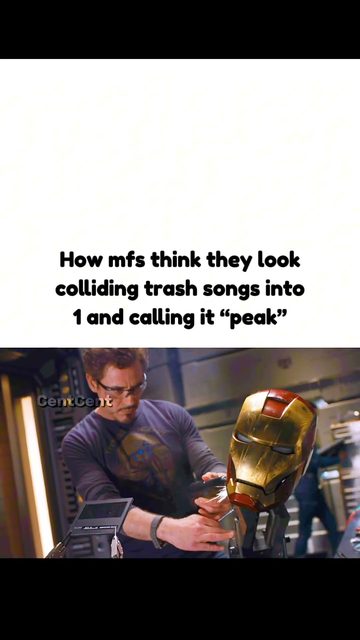 How mfs think they look
colliding trash songs into
1 and calling it “peak”
CentCent